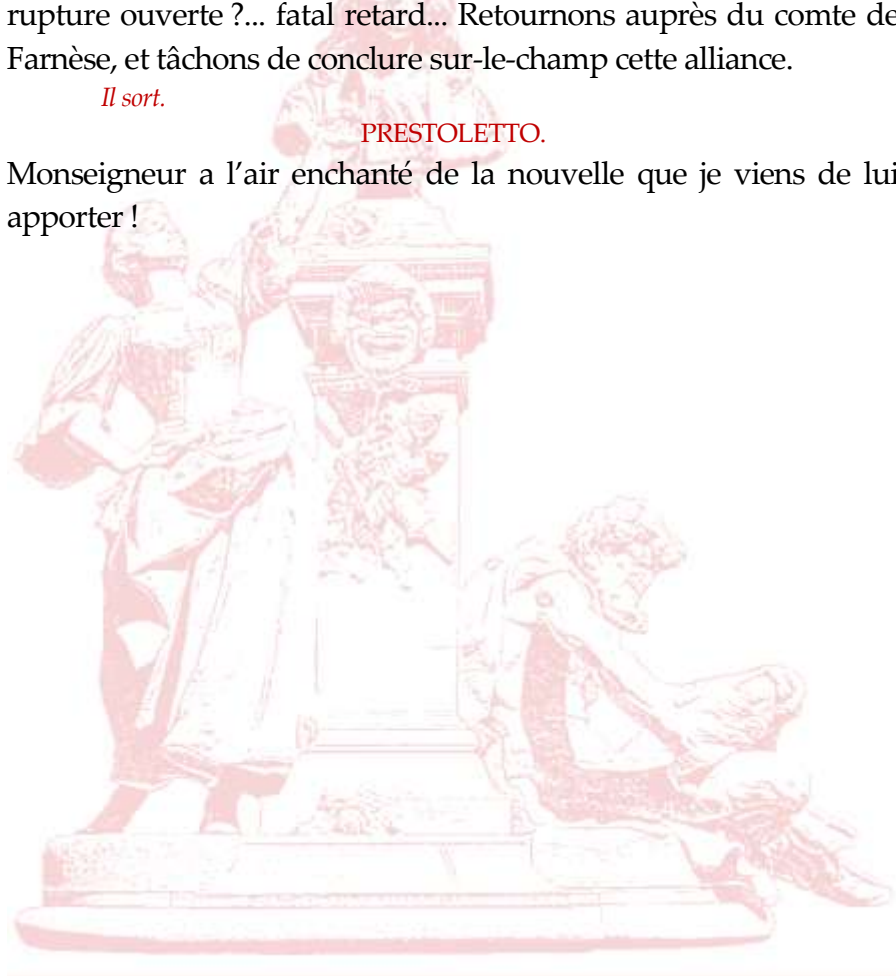 rupture ouverte ?... fatal retard... Retournons auprès du comte de
Farnèse, et tâchons de conclure sur-le-champ cette alliance.
Il sort.
PRESTOLETTO.
Monseigneur a l’air enchanté de la nouvelle que je viens de lui
apporter !